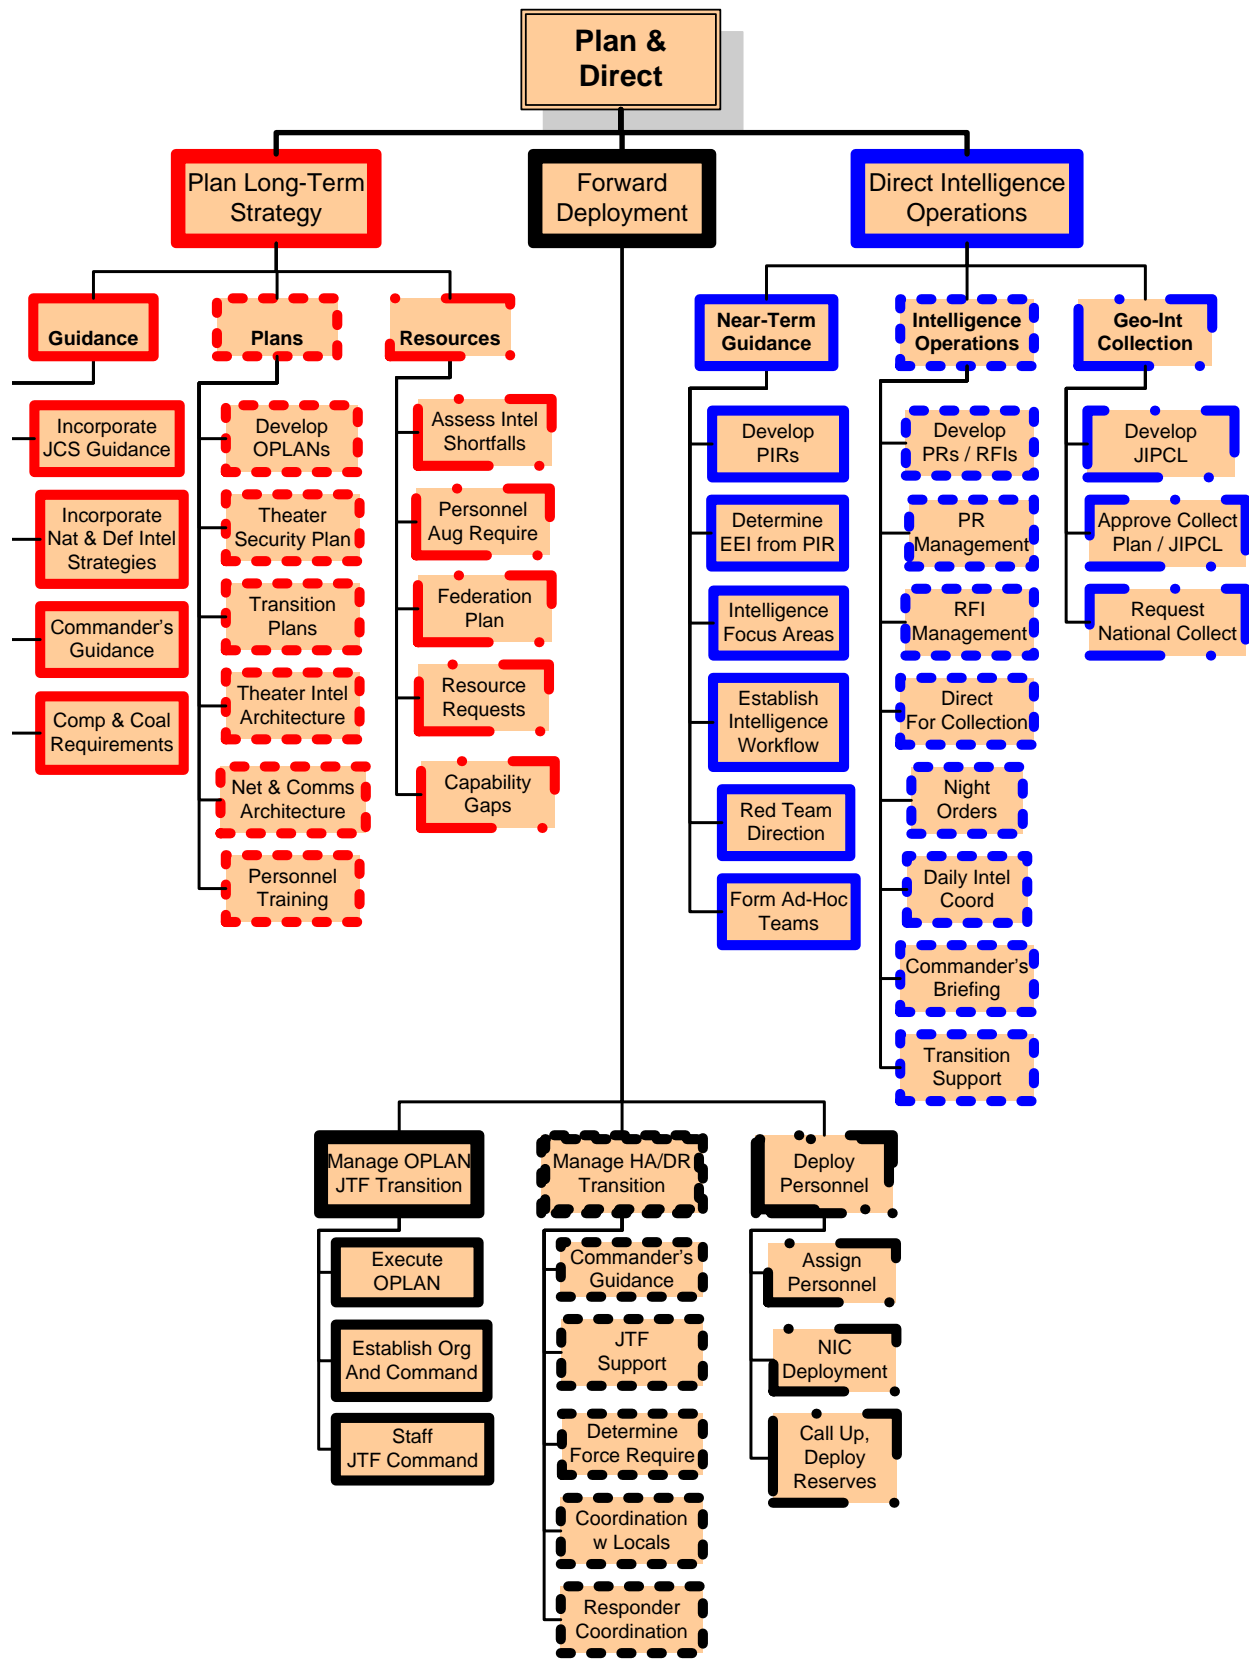 Plan &
Direct
Plan Long-Term
Strategy
Forward
Deployment
Direct Intelligence
Operations
Guidance
Plans
Resources
Near-Term
Guidance
Intelligence
Operations
Geo-Int
Collection
Incorporate
JCS Guidance
Incorporate
Nat & Def Intel
Strategies
Commander's
Guidance
Comp & Coal
Requirements
Develop
OPLANs
Theater
Security Plan
Transition
Plans
Theater Intel
Architecture
Net & Comms
Architecture
Personnel
Training
Assess Intel
Shortfalls
Personnel
Aug Require
Federation
Plan
Resource
Requests
Capability
Gaps
Develop
PIRs
Determine
EEI from PIR
Intelligence
Focus Areas
Establish
Intelligence
Workflow
Red Team
Direction
Form Ad-Hoc
Teams
Develop
PRs / RFIs
PR
Management
RFI
Management
Direct
For Collection
Night
Orders
Daily Intel
Coord
Commander's
Briefing
Transition
Support
Develop
JIPCL
Approve Collect
Plan / JIPCL
Request
National Collect
Manage OPLAN
JTF Transition
Manage HA/DR
Transition
Deploy
Personnel
Execute
OPLAN
Establish Org
And Command
Staff
JTF Command
Commander's
Guidance
JTF
Support
Determine
Force Require
Coordination
w Locals
Responder
Coordination
Assign
Personnel
NIC
Deployment
Call Up,
Deploy
Reserves